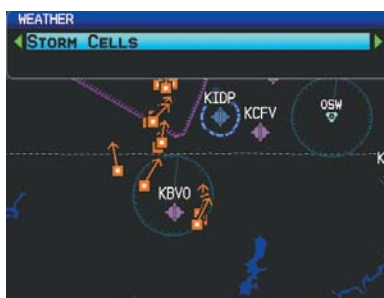 WEATHER
STORM CELLS
KIDP
KCFV
OSW
K
KBVO